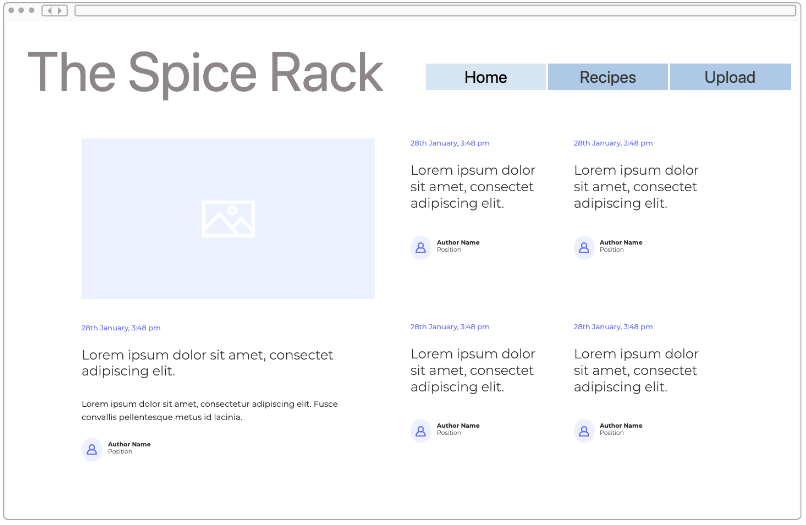 The Spice Rack
Home
Recipes
Upload
28th January, 3:48 pm
Lorem ipsum dolor sit amet, consectet
adipiscing elit.
Lorem ipsum dolor sit amet, consectetur adipiscing elit. Fusce
convallis pellentesque metus id lacinia.
Author Name
Position
28th January, 3:48 pm
Lorem ipsum dolor
sit amet, consectet
adipiscing elit.
Author Name
Position
28th January, 3:48 pm
Lorem ipsum dolor
sit amet, consectet
adipiscing elit.
Author Name
Position
28th January, 3:48 pm
Lorem ipsum dolor
sit amet, consectet
adipiscing elit.
Author Name
Position
28th January, 3:48 pm
Lorem ipsum dolor
sit amet, consectet
adipiscing elit.
Author Name
Position